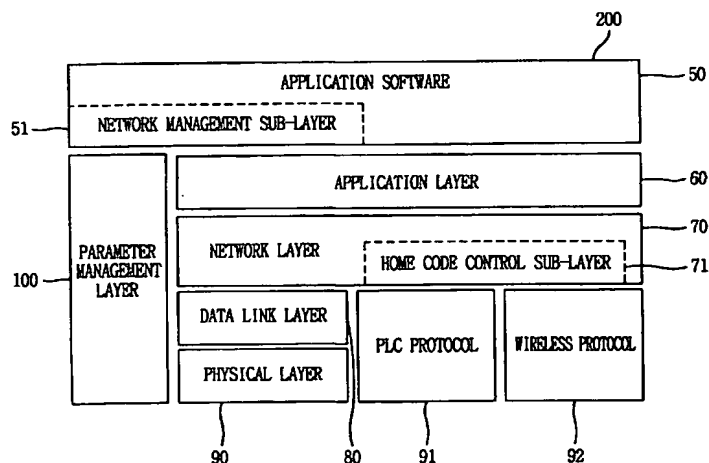 200
APPLICATION SOFTWARE
50
51
NETWORK MANAGEMENT SUB-LAYER
APPLICATION LAYER
60
NETWORK LAYER
70
HOME CODE CONTROL SUB-LAYER
71
PARAMETER
MANAGEMENT
LAYER
100
DATA LINK LAYER
PLC PROTOCOL
WIRELESS PROTOCOL
PHYSICAL LAYER
90
80
91
92